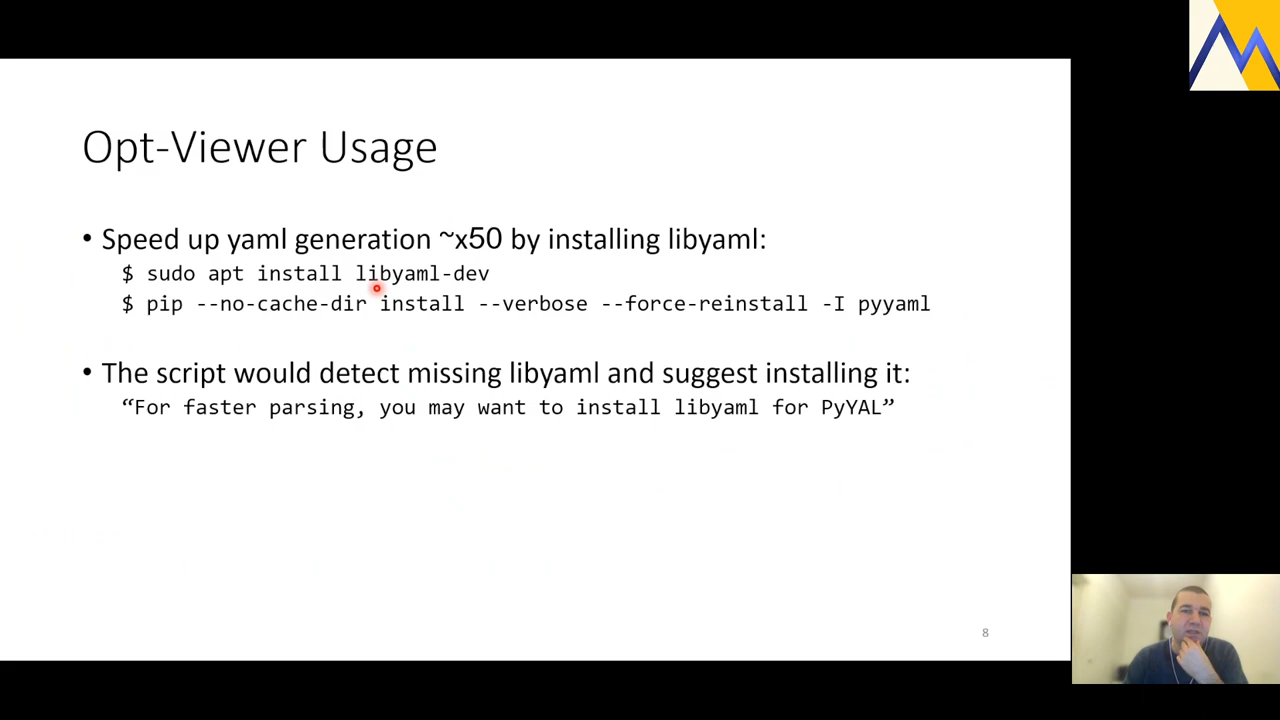 Opt-Viewer Usage
• Speed up yaml generation ~x50 by installing libyaml:
$ sudo apt install libyaml-dev
$ pip --no-cache-dir install --verbose --force-reinstall -I pyyaml
• The script would detect missing libyaml and suggest installing it:
“For faster parsing, you may want to install libyaml for PyYAL”
8